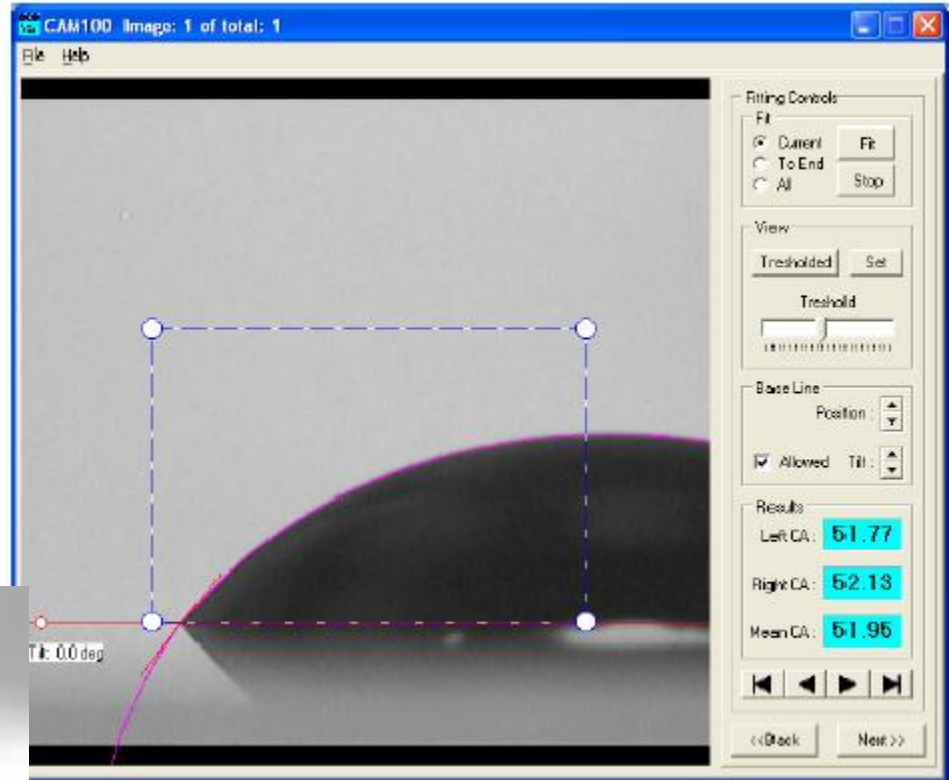 CAM100 Image: 1 of total: 1
File Help
Fitting Controls
Fit
Current
Fit
To End
All
Stop
View
Tresholded
Set
Treshold
Base Line
Position :
Allowed Tilt :
Results
Left CA : 51.77
Right CA : 52.13
Mean CA : 51.95
Tilt: 0.0 deg
<<Back
Next >>